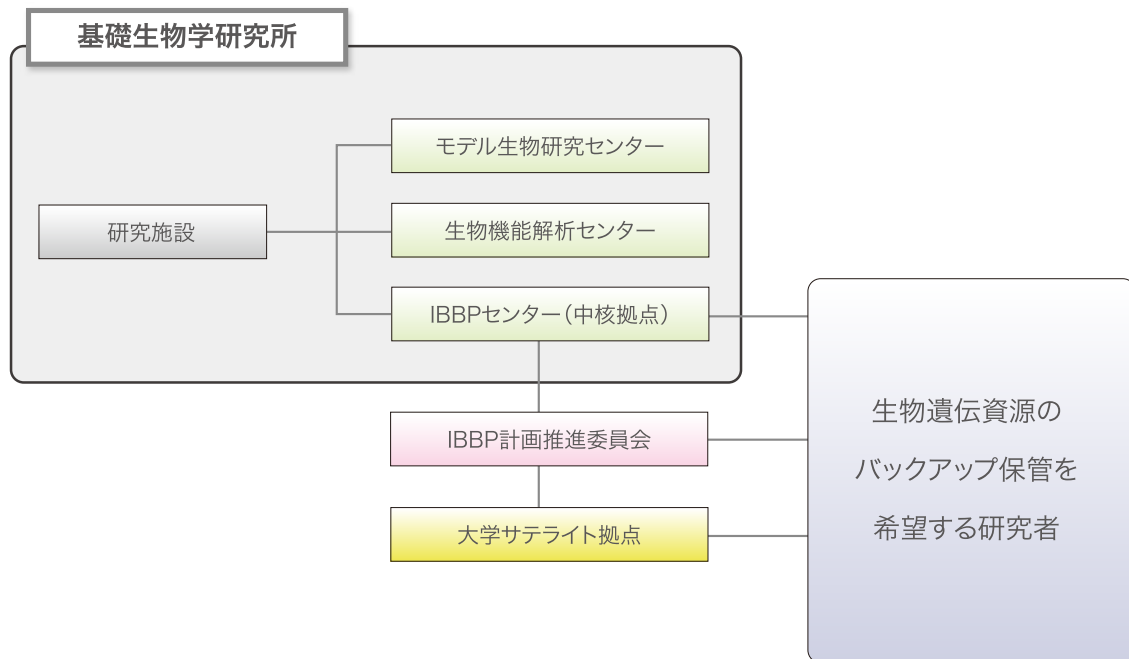 基礎生物学研究所
モデル生物研究センター
研究施設
生物機能解析センター
IBBPセンター（中核拠点）
IBBP計画推進委員会
大学サテライト拠点
生物遺伝資源の
バックアップ保管を
希望する研究者